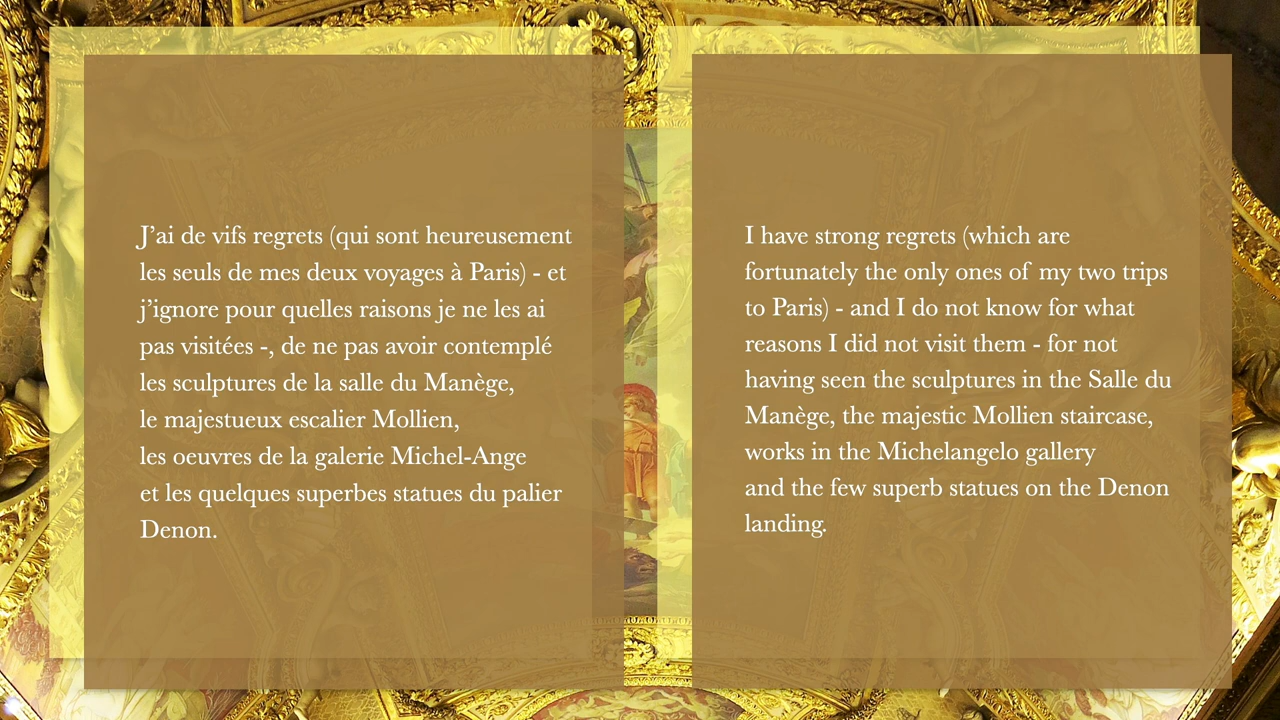 J’ai de vifs regrets (qui sont heureusement
les seuls de mes deux voyages à Paris) - et
j’ignore pour quelles raisons je ne les ai
pas visitées -, de ne pas avoir contemplé
les sculptures de la salle du Manège,
le majestueux escalier Mollien,
les oeuvres de la galerie Michel-Ange
et les quelques superbes statues du palier
Denon.
I have strong regrets (which are
fortunately the only ones of my two trips
to Paris) - and I do not know for what
reasons I did not visit them - for not
having seen the sculptures in the Salle du
Manège, the majestic Mollien staircase,
works in the Michelangelo gallery
and the few superb statues on the Denon
landing.